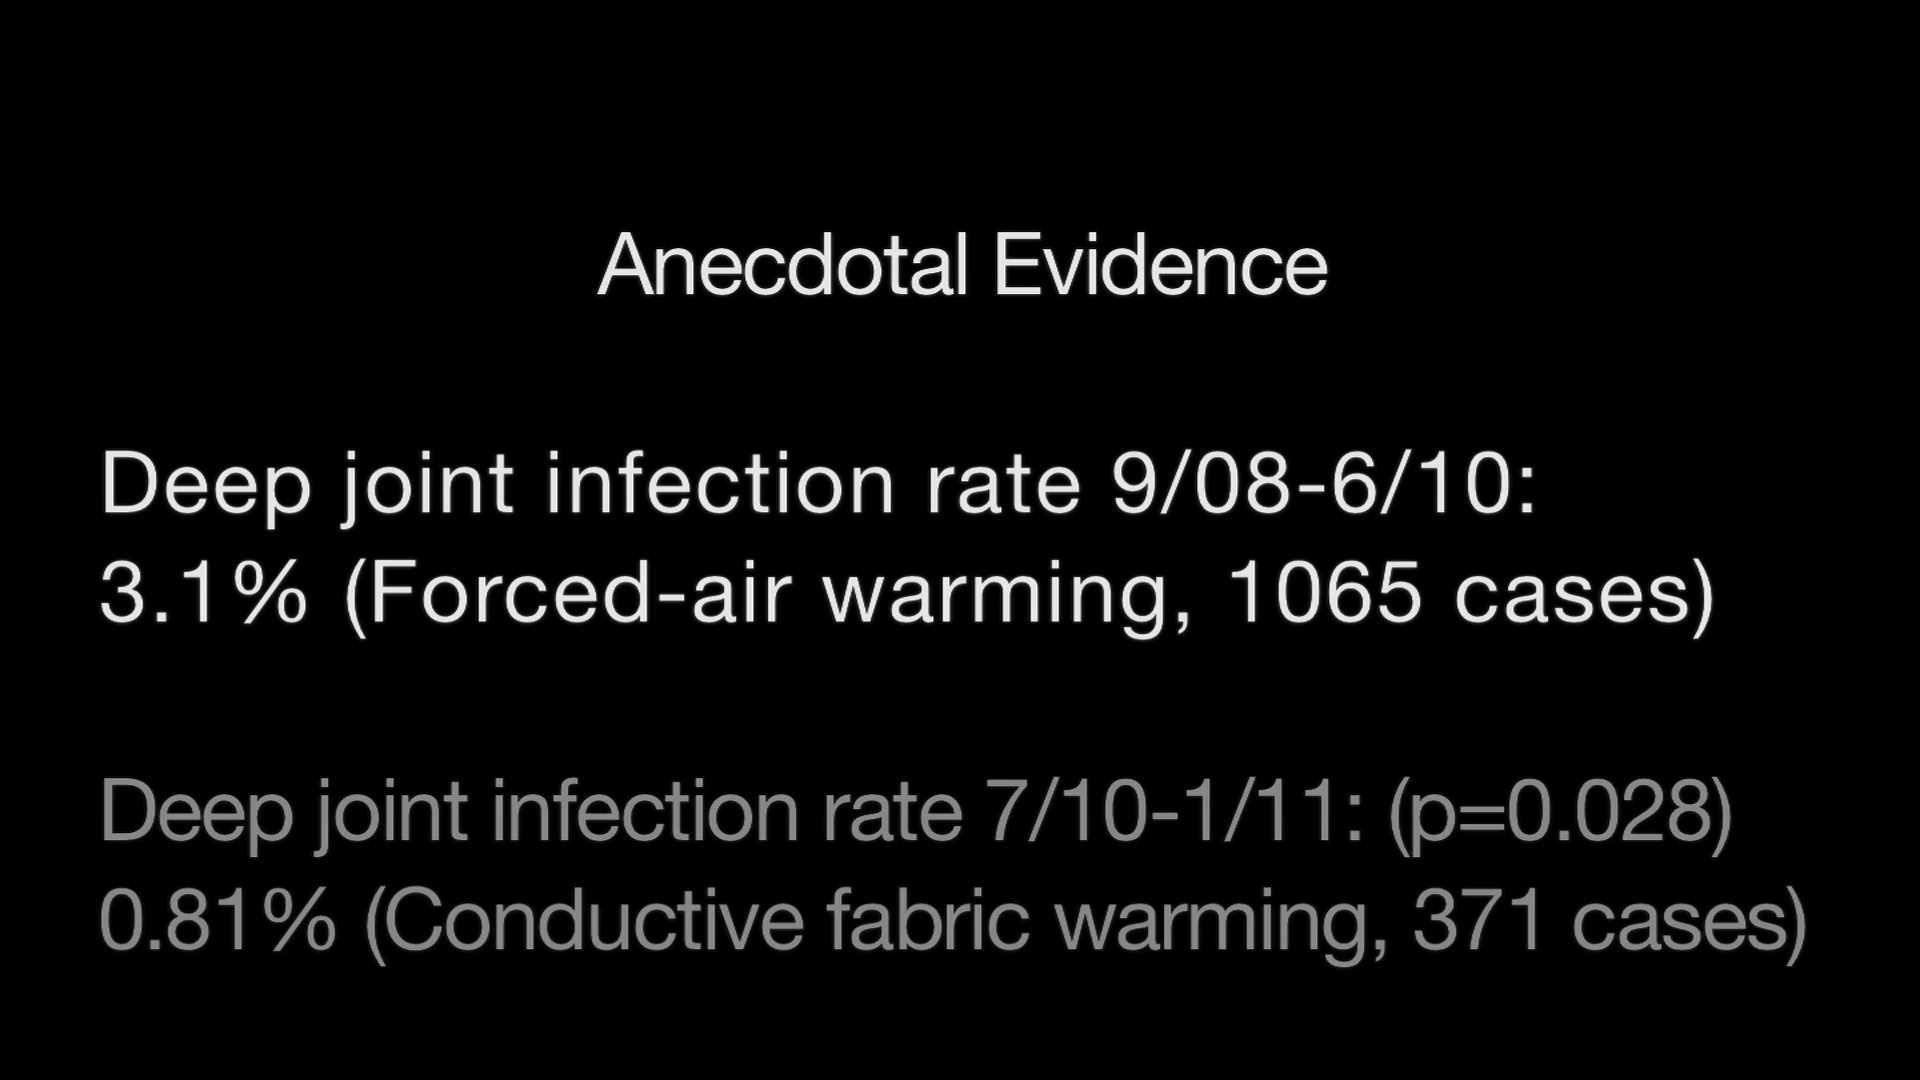 Anecdotal Evidence
Deep joint infection rate 9/08-6/10:
3.1% (Forced-air warming, 1065 cases)
Deep joint infection rate 7/10-1/11: (p=0.028)
0.81% (Conductive fabric warming, 371 cases)